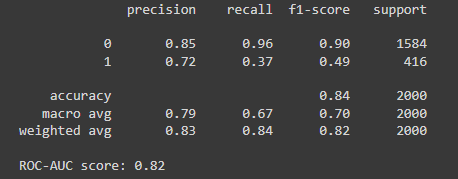 precision recall f1-score support
0 0.85 0.96 0.90 1584
1 0.72 0.37 0.49 416
accuracy 0.84 2000
macro avg 0.79 0.67 0.70 2000
weighted avg 0.83 0.84 0.82 2000
ROC-AUC score: 0.82